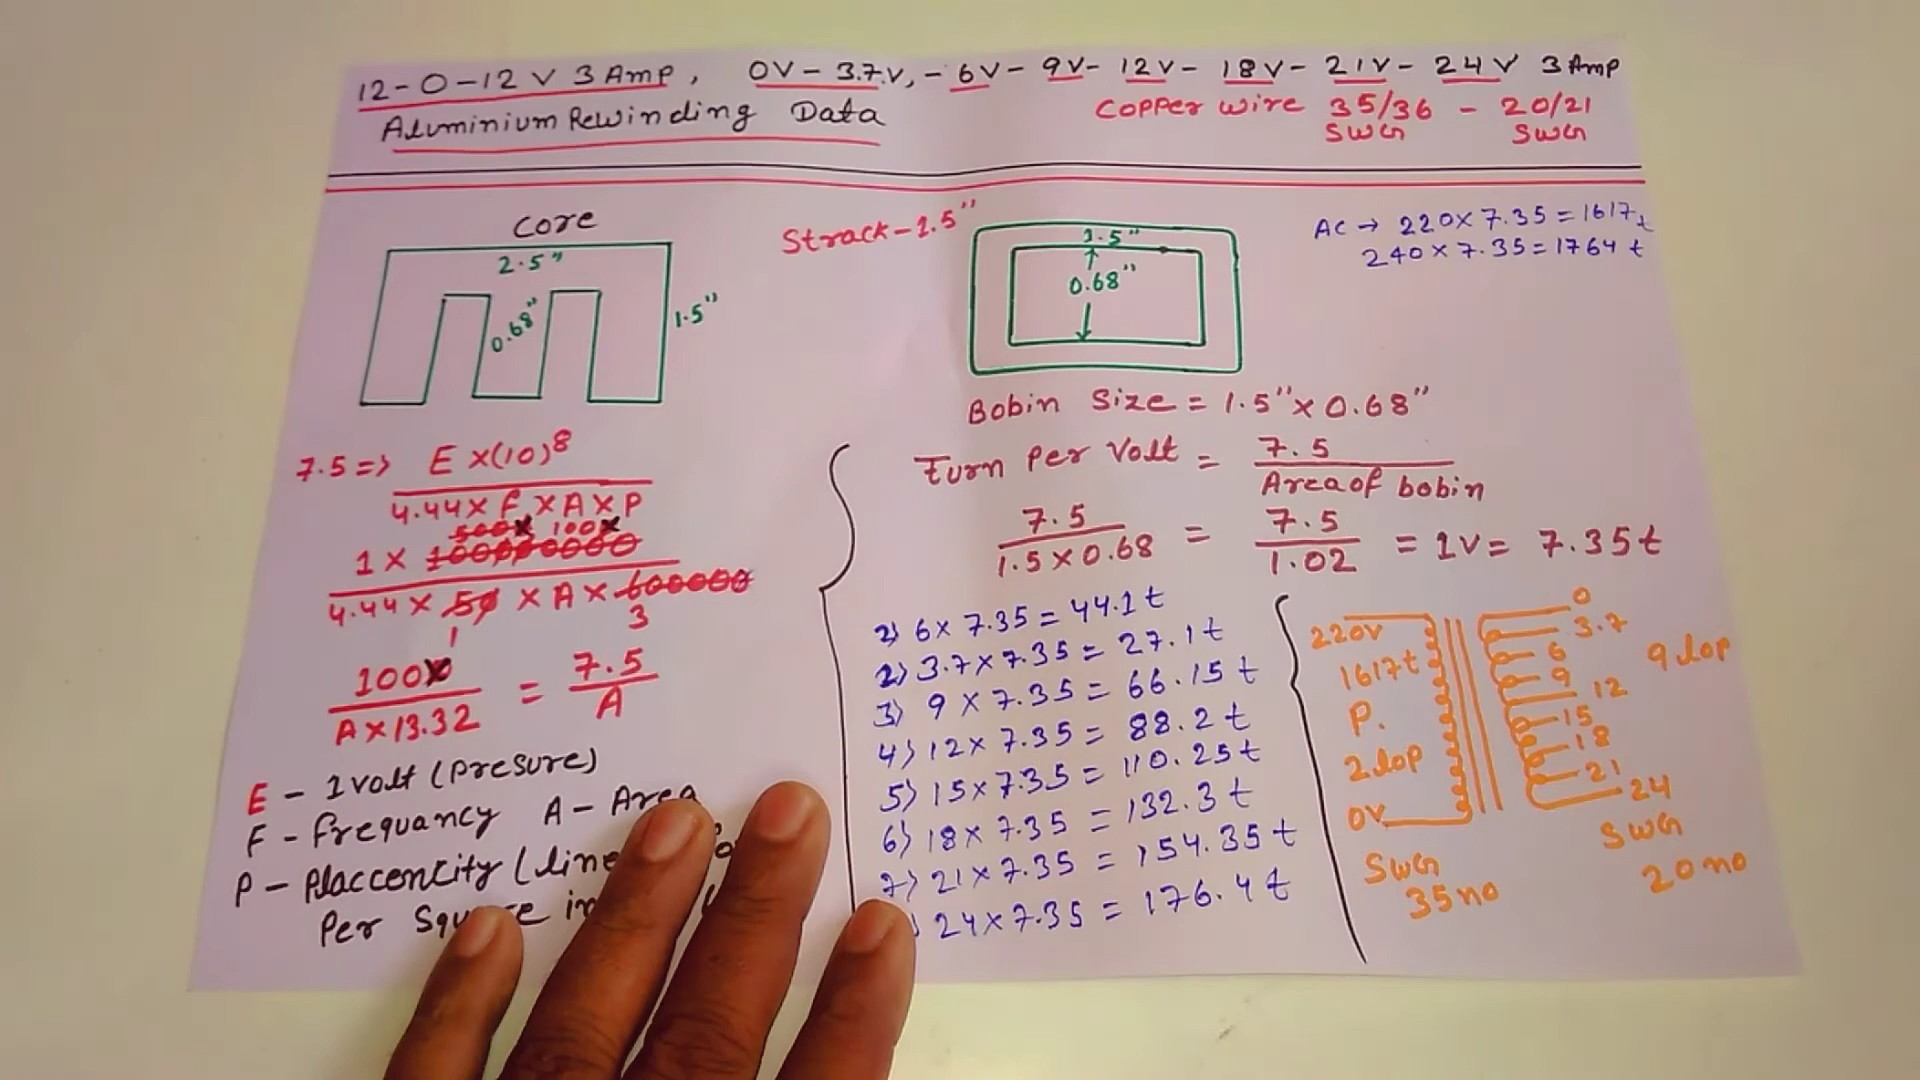 12-0-12 V 3 Amp, 0V - 3.7V, - 6V - 9V - 12V - 18V - 21V - 24V 3 Amp
Aluminium Rewinding Data
Copper wire 35/36 - 20/21
SWG SWG
Core
2.5"
0.68"
1.5"
Strack - 1.5"
1.5"
0.68"
AC → 220 x 7.35 = 1617 t
240 x 7.35 = 1764 t
Bobin Size = 1.5" x 0.68"
7.5 => E x (10)8
4.44 x F x A x P
500x 100x
1 x 100000000
4.44 x 50 x A x 600000
1 3
100 = 7.5
A x 13.32 A
E - 1 volt (Presure)
F - frequancy A - Area
P - Placcencity (line
Per Square in
Turn Per Volt = 7.5
Area of bobin
7.5 = 7.5 = 1V = 7.35 t
1.5 x 0.68 1.02
6 x 7.35 = 44.1 t
2) 3.7 x 7.35 = 27.1 t
3) 9 x 7.35 = 66.15 t
4) 12 x 7.35 = 88.2 t
5) 15 x 7.35 = 110.25 t
6) 18 x 7.35 = 132.3 t
7) 21 x 7.35 = 154.35 t
24 x 7.35 = 176.4 t
220V
1617 t
P.
2 lop
0V
SWG
35 no
0
3.7
6
9
12
15
18
21
24
9 lop
SWG
20 no